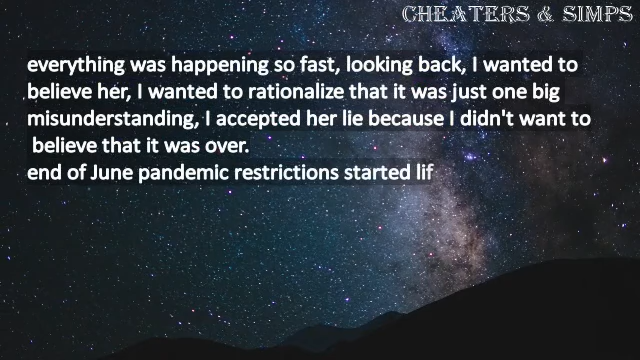 CHEATERS & SIMPS
everything was happening so fast, looking back, I wanted to
believe her, I wanted to rationalize that it was just one big
misunderstanding, I accepted her lie because I didn't want to
believe that it was over.
end of June pandemic restrictions started lif